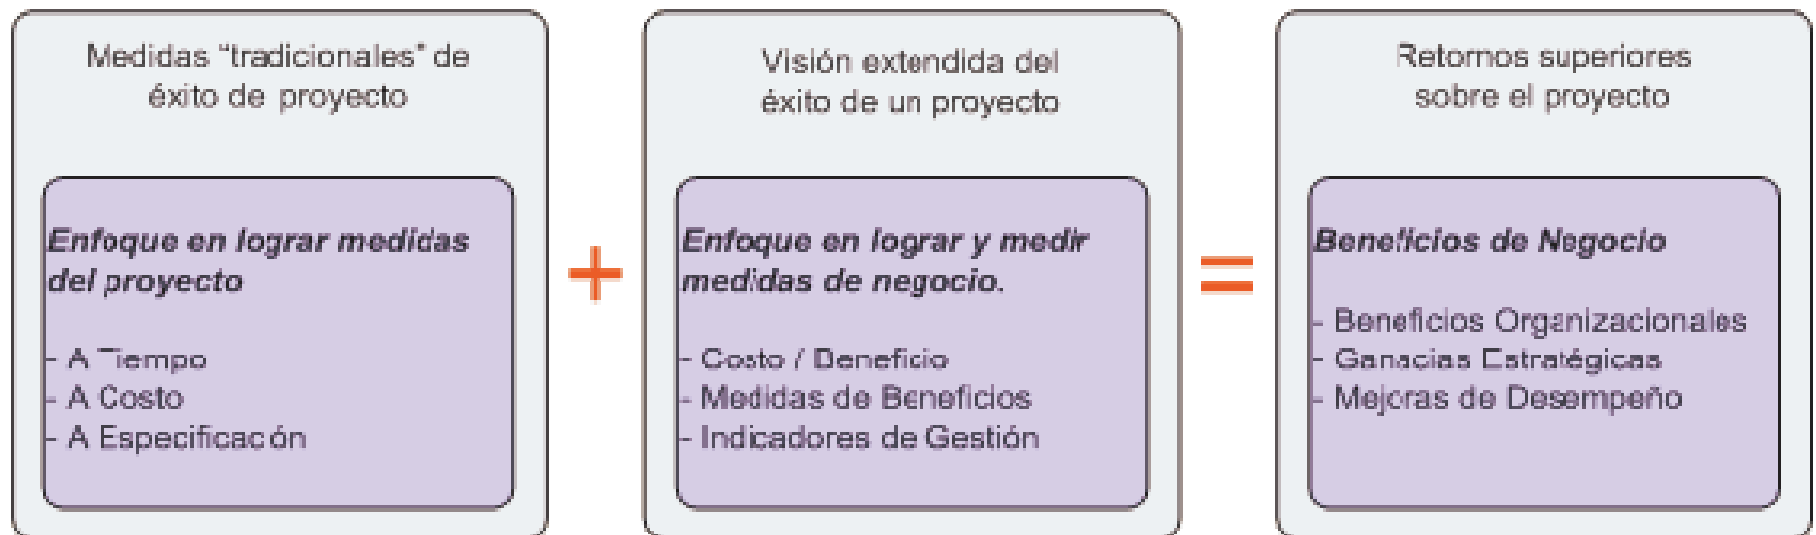 Medidas "tradicionales" de
éxito de proyecto
Enfoque en lograr medidas
del proyecto
- A Tiempo
- A Costo
- A Especificación
+
Visión extendida del
éxito de un proyecto
Enfoque en lograr y medir
medidas de negocio.
- Costo / Beneficio
- Medidas de Beneficios
- Indicadores de Gestión
=
Retornos superiores
sobre el proyecto
Beneficios de Negocio
- Beneficios Organizacionales
- Ganacias Estratégicas
- Mejoras de Desempeño